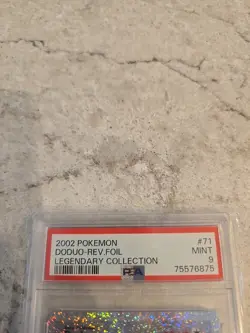 2002 POKEMON #71
DODUO-REV.FOIL MINT
LEGENDARY COLLECTION 9
PSA 75576875